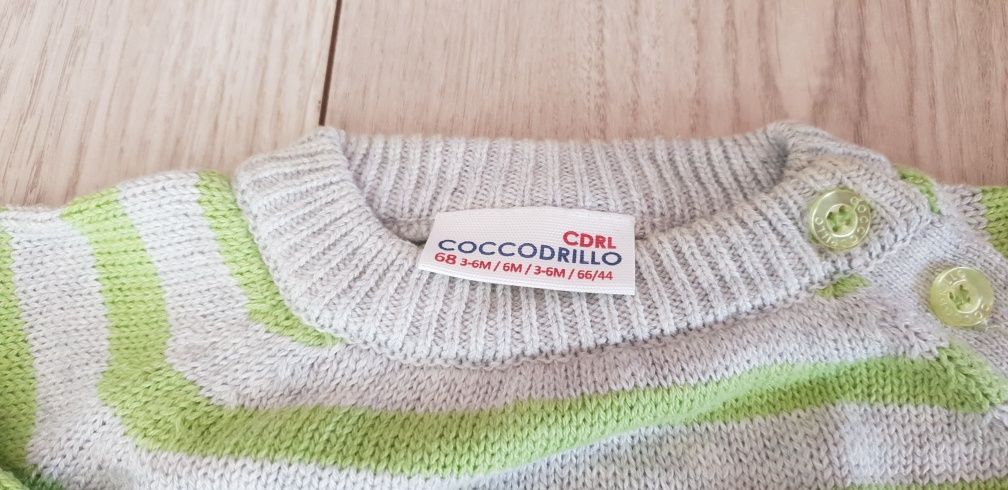 CDRL
COCCODRILLO
68 3-6M / 6M / 3-6M / 66/44